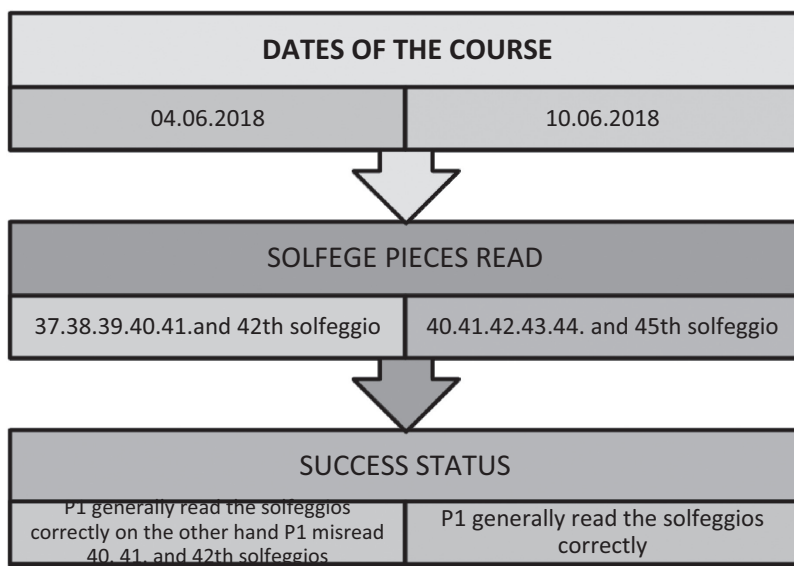 DATES OF THE COURSE
04.06.2018
10.06.2018
SOLFEGE PIECES READ
37.38.39.40.41.and 42th solfeggio
40.41.42.43.44. and 45th solfeggio
SUCCESS STATUS
P1 generally read the solfeggios
correctly on the other hand P1 misread
40, 41, and 42th solfeggios
P1 generally read the solfeggios
correctly